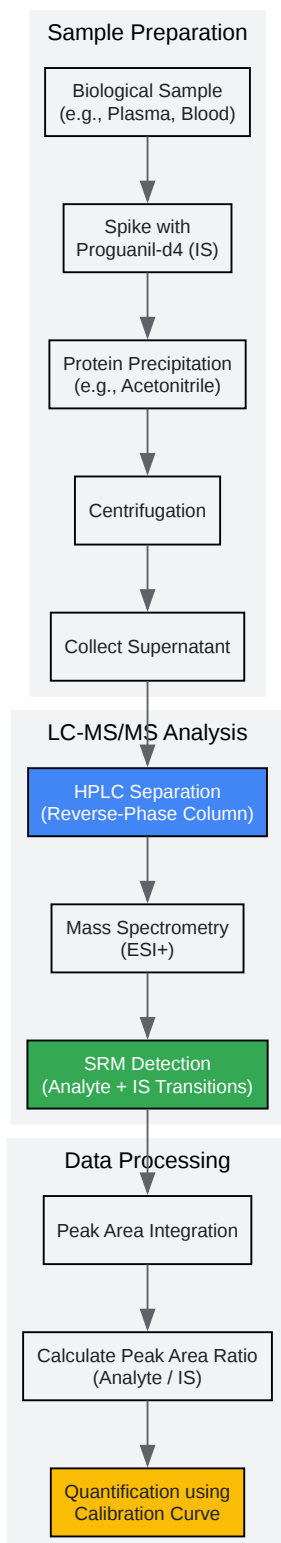 Sample Preparation
Biological Sample
(e.g., Plasma, Blood)
Spike with
Proguanil-d4 (IS)
Protein Precipitation
(e.g., Acetonitrile)
Centrifugation
Collect Supernatant
LC-MS/MS Analysis
HPLC Separation
(Reverse-Phase Column)
Mass Spectrometry
(ESI+)
SRM Detection
(Analyte + IS Transitions)
Data Processing
Peak Area Integration
Calculate Peak Area Ratio
(Analyte / IS)
Quantification using
Calibration Curve